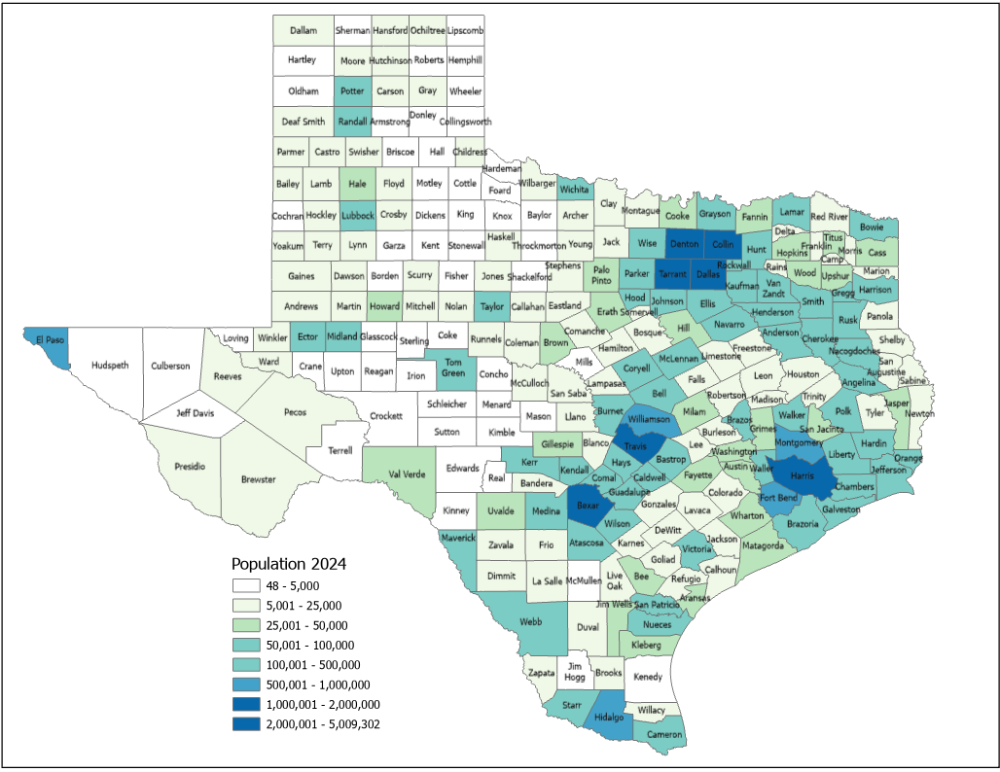 Dallam Sherman Hansford Ochiltree Lipscomb
Hartley Moore Hutchinson Roberts Hemphill
Oldham Potter Carson Gray Wheeler
Deaf Smith Randall Armstrong Donley Collingsworth
Parmer Castro Swisher Briscoe Hall Childress
Hardeman
Bailey Lamb Hale Floyd Motley Cottle Foard Wilbarger Wichita
Cochran Hockley Lubbock Crosby Dickens King Knox Baylor Archer Clay Montague Cooke Grayson Fannin Lamar Red River Bowie
Yoakum Terry Lynn Garza Kent Stonewall Haskell Throckmorton Young Jack Wise Denton Collin Hunt Delta Hopkins Franklin Titus Camp Morris Cass
Gaines Dawson Borden Scurry Fisher Jones Shackelford Stephens Palo
Pinto Parker Tarrant Dallas Rockwall Kaufman Rains Van
Zandt Wood Upshur Marion
Andrews Martin Howard Mitchell Nolan Taylor Callahan Eastland Erath Hood Somervell Johnson Ellis Henderson Smith Gregg Harrison
El Paso Hudspeth Culberson Loving Winkler Ector Midland Glasscock Sterling Coke Runnels Coleman Brown Comanche Bosque Hill Navarro Anderson Cherokee Rusk Panola
Reeves Ward Crane Upton Reagan Irion Tom
Green Concho McCulloch Mills Hamilton Coryell McLennan Limestone Freestone Nacogdoches Shelby
San
Augustine Sabine
Jeff Davis Pecos Crockett Schleicher Menard San Saba Lampasas Bell Falls Leon Houston Angelina
Robertson Madison Trinity
Presidio Brewster Terrell Sutton Kimble Mason Llano Burnet Williamson Milam Brazos Grimes Walker San Jacinto Polk Tyler Jasper Newton
Val Verde Edwards Real Kerr Gillespie Blanco Travis Lee Burleson Washington Montgomery Liberty Hardin Orange
Kendall Hays Bastrop Fayette Austin Waller Harris Jefferson
Bandera Comal Caldwell Colorado Fort Bend Chambers
Kinney Uvalde Medina Bexar Guadalupe Gonzales Lavaca Wharton Brazoria Galveston
Maverick Zavala Frio Atascosa Wilson Karnes DeWitt Jackson Matagorda
Victoria
Goliad Calhoun
Dimmit La Salle McMullen Live
Oak Bee Refugio
Aransas
Webb Duval Jim Wells San Patricio
Nueces
Kleberg
Zapata Jim
Hogg Brooks Kenedy
Starr Hidalgo Willacy
Cameron
Population 2024
48 - 5,000
5,001 - 25,000
25,001 - 50,000
50,001 - 100,000
100,001 - 500,000
500,001 - 1,000,000
1,000,001 - 2,000,000
2,000,001 - 5,009,302